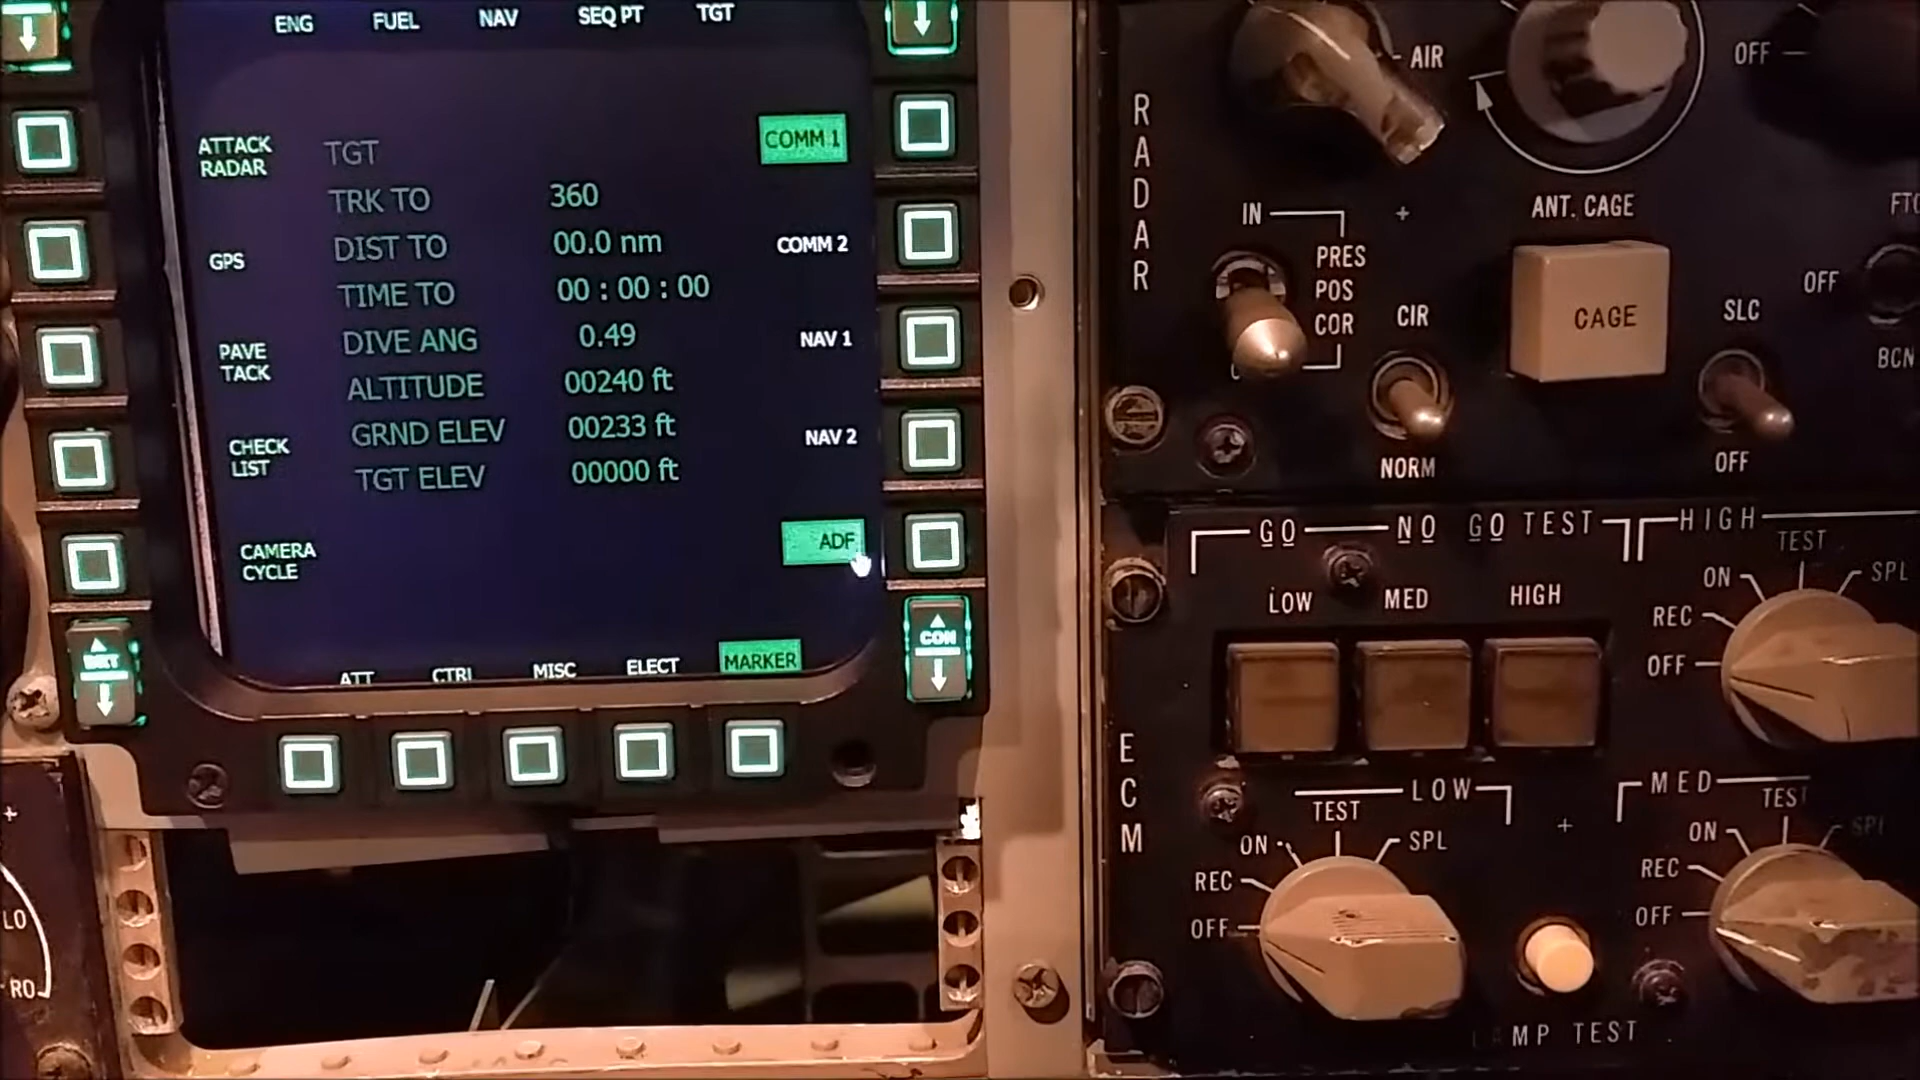 ENG FUEL NAV SEQ PT TGT
ATTACK
RADAR
GPS
PAVE
TACK
CHECK
LIST
CAMERA
CYCLE
TGT
TRK TO 360
DIST TO 00.0 nm
TIME TO 00 : 00 : 00
DIVE ANG 0.49
ALTITUDE 00240 ft
GRND ELEV 00233 ft
TGT ELEV 00000 ft
COMM 1
COMM 2
NAV 1
NAV 2
ADF
ATT CTRL MISC ELECT MARKER
CON
LO
RADAR
AIR
OFF
IN
PRES
POS
COR
ANT. CAGE
CAGE
CIR
NORM
SLC
OFF
OFF
BCN
ECM
GO NO GO TEST
LOW MED HIGH
HIGH
TEST
ON SPL
REC
OFF
LOW
TEST
ON SPL
REC
OFF
MED
TEST
ON SPL
REC
OFF
LAMP TEST